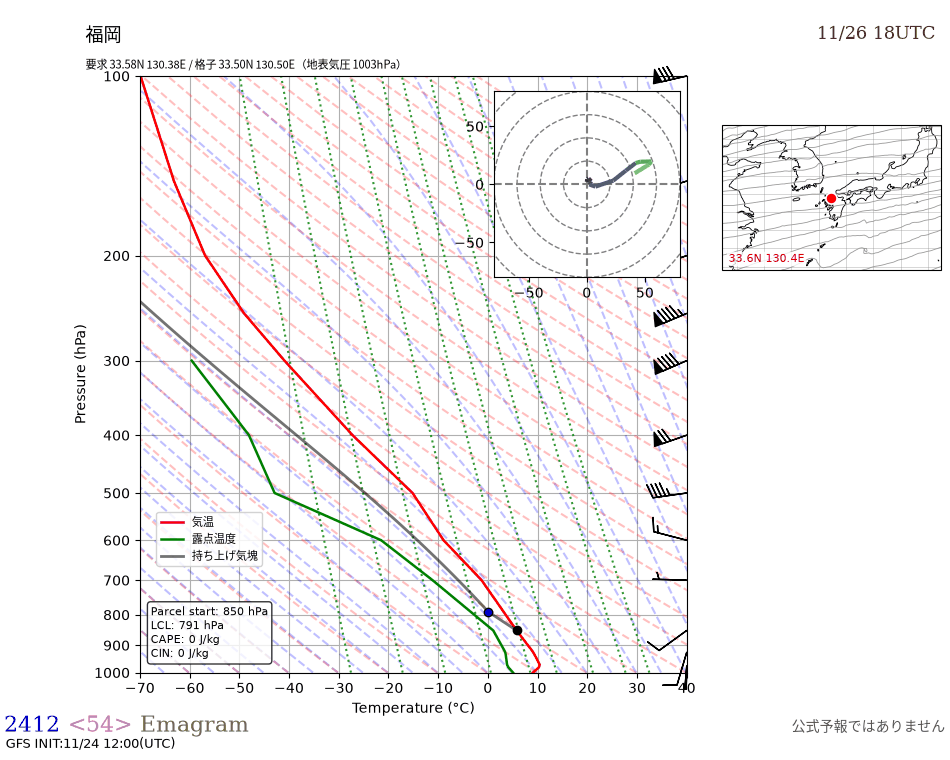 福岡
11/26 18UTC
要求 33.58N 130.38E / 格子 33.50N 130.50E（地表気圧 1003hPa）
100
200
300
400
500
600
700
800
900
1000
Pressure (hPa)
−70 −60 −50 −40 −30 −20 −10 0 10 20 30 40
Temperature (°C)
50
0
−50
−50 0 50
33.6N 130.4E
気温
露点温度
持ち上げ気塊
Parcel start: 850 hPa
LCL: 791 hPa
CAPE: 0 J/kg
CIN: 0 J/kg
2412 <54> Emagram
公式予報ではありません
GFS INIT:11/24 12:00(UTC)